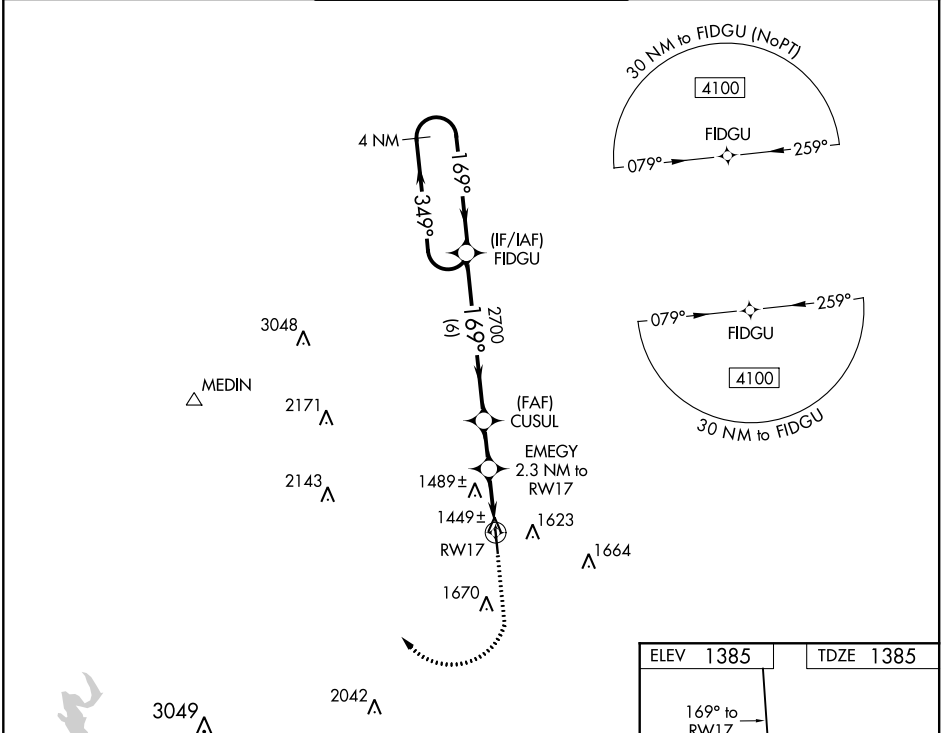 30 NM to FIDGU (NoPT)
4100
FIDGU
079°
259°
4 NM
169°
349°
(IF/IAF)
FIDGU
2700
169°
(6)
079°
259°
FIDGU
4100
30 NM to FIDGU
3048
MEDIN
2171
(FAF)
CUSUL
EMEGY
2.3 NM to
RW17
2143
1489±
1449±
1623
RW17
1664
1670
ELEV 1385
TDZE 1385
2042
3049
169° to
RW17